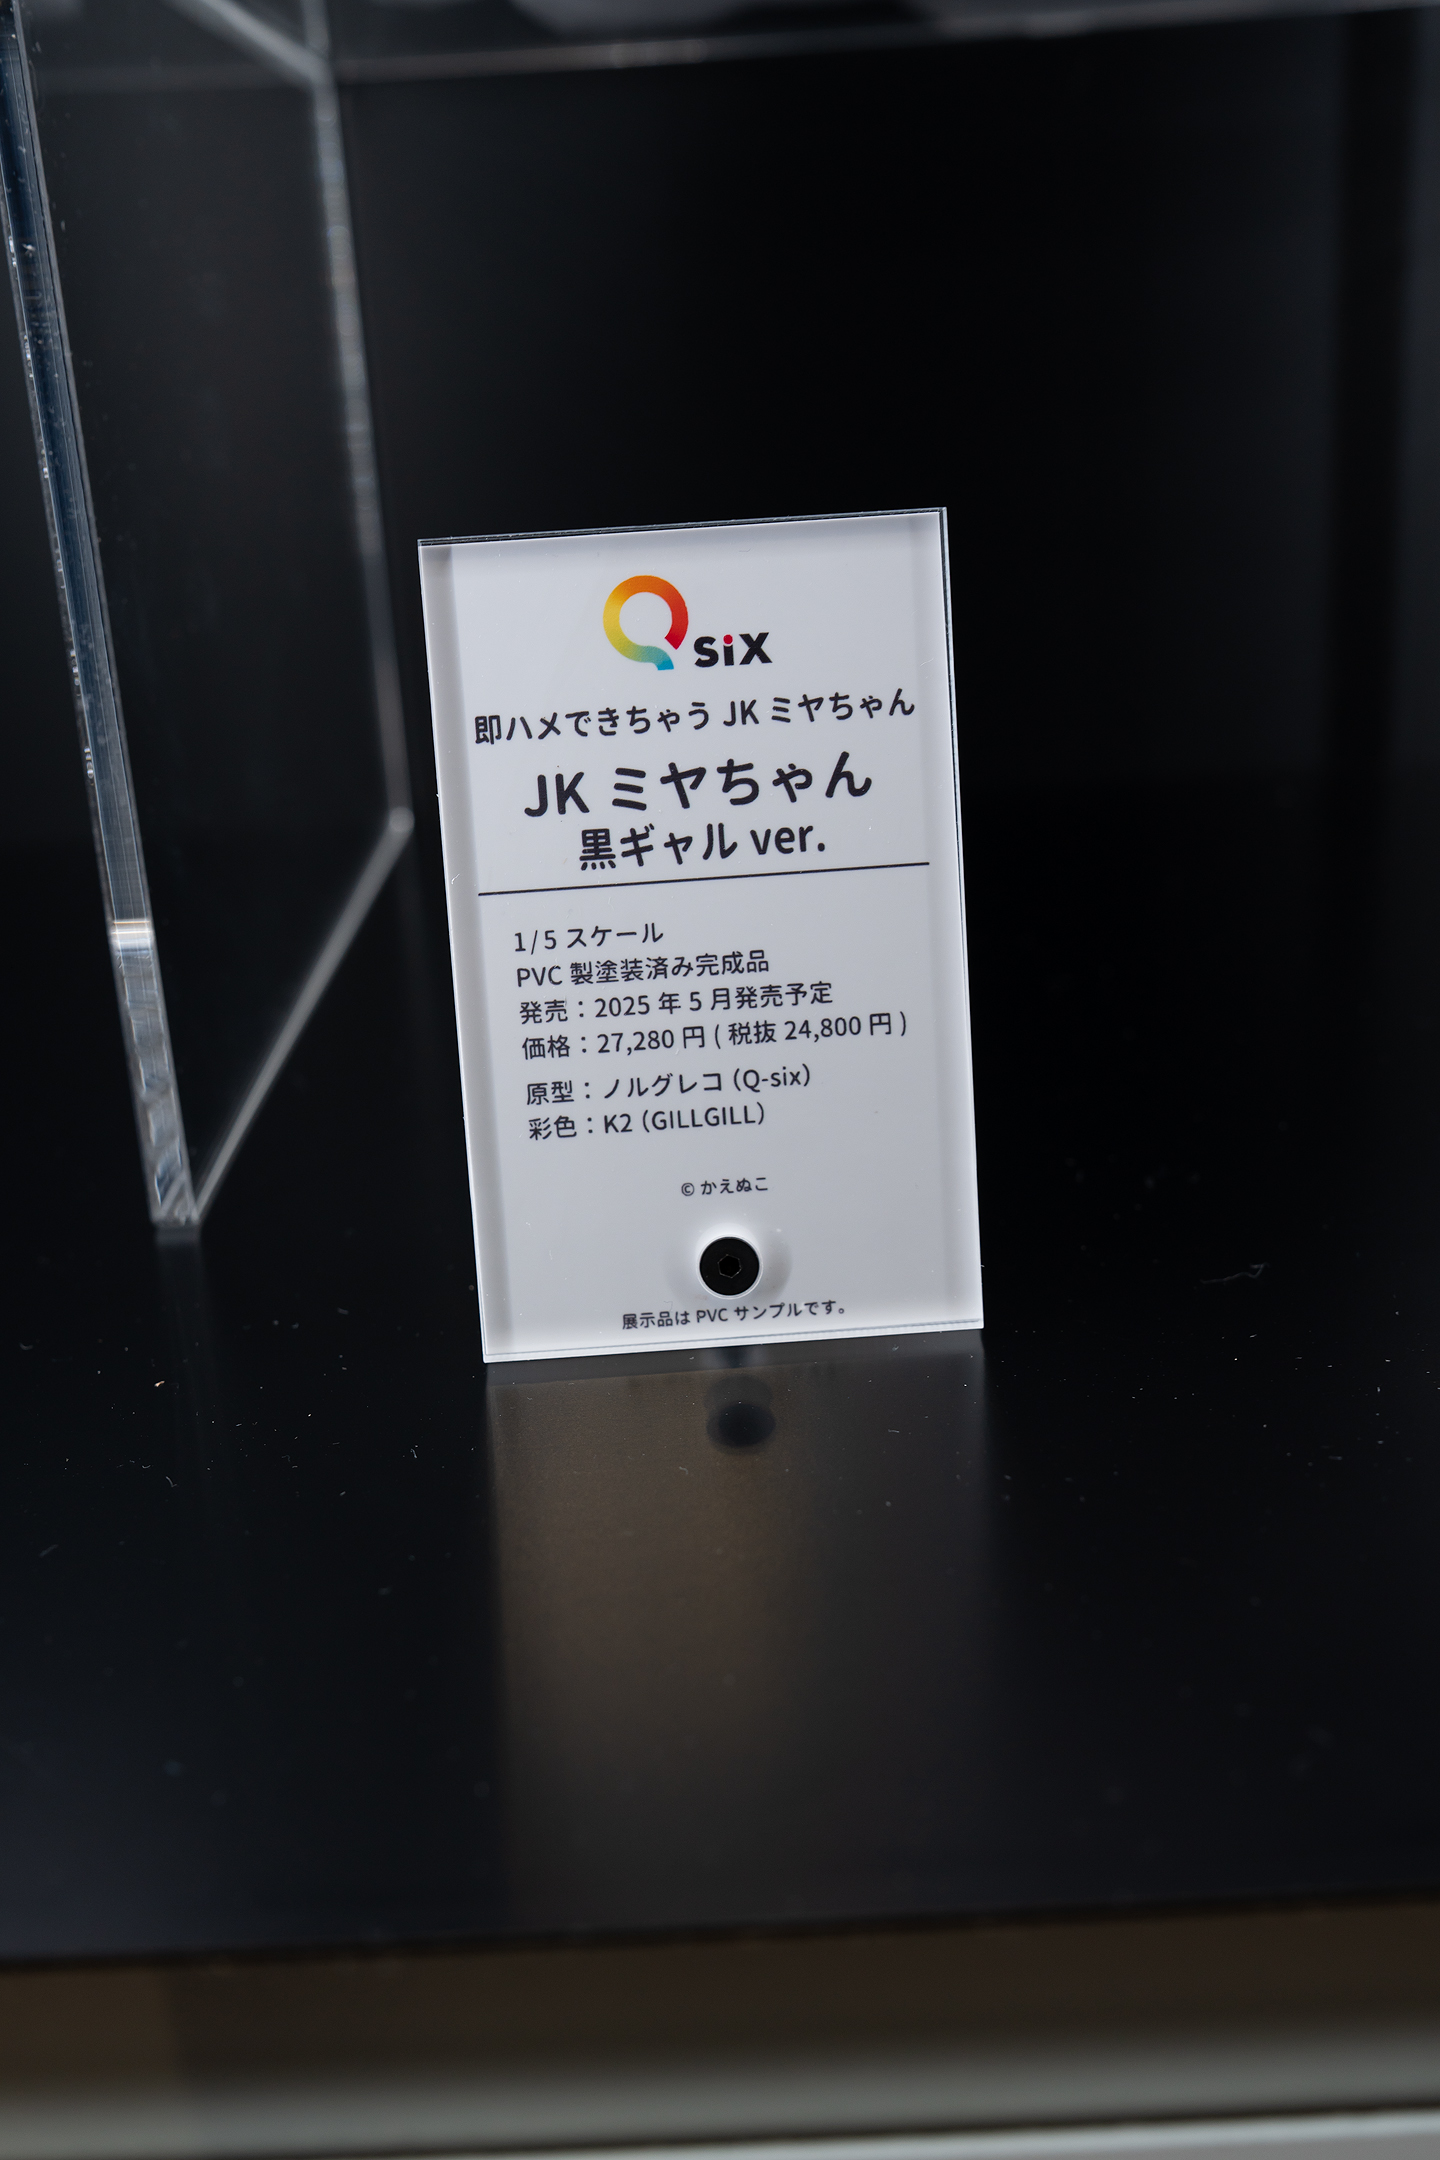 Qsix
即ハメできちゃう JK ミヤちゃん
JK ミヤちゃん
黒ギャル ver.
1/5 スケール
PVC 製塗装済み完成品
発売：2025 年 5 月発売予定
価格：27,280 円 ( 税抜 24,800 円 )
原型：ノルグレコ（Q-six）
彩色：K2（GILLGILL）
© かえぬこ
展示品は PVC サンプルです。